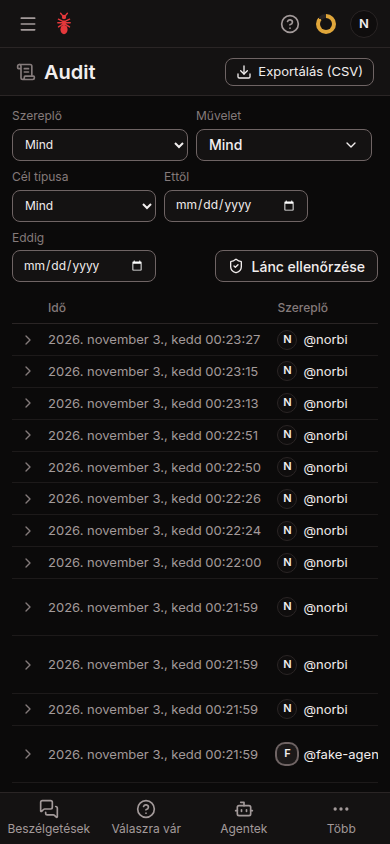 N
Audit
Exportálás (CSV)
Szereplő
Művelet
Mind
Mind
Cél típusa
Ettől
Mind
mm/dd/yyyy
Eddig
mm/dd/yyyy
Lánc ellenőrzése
Idő
Szereplő
2026. november 3., kedd 00:23:27
N
@norbi
2026. november 3., kedd 00:23:15
N
@norbi
2026. november 3., kedd 00:23:13
N
@norbi
2026. november 3., kedd 00:22:51
N
@norbi
2026. november 3., kedd 00:22:50
N
@norbi
2026. november 3., kedd 00:22:26
N
@norbi
2026. november 3., kedd 00:22:24
N
@norbi
2026. november 3., kedd 00:22:00
N
@norbi
2026. november 3., kedd 00:21:59
N
@norbi
2026. november 3., kedd 00:21:59
N
@norbi
2026. november 3., kedd 00:21:59
N
@norbi
2026. november 3., kedd 00:21:59
F
@fake-agen
Beszélgetések
Válaszra vár
Agentek
Több